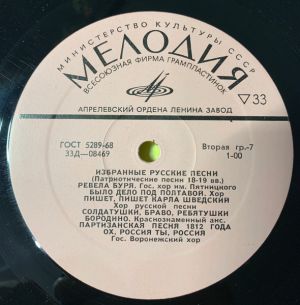 МИНИСТЕРСТВО КУЛЬТУРЫ СССР
МЕЛОДИЯ
ВСЕСОЮЗНАЯ ФИРМА ГРАМПЛАСТИНОК
▽33
АПРЕЛЕВСКИЙ ОРДЕНА ЛЕНИНА ЗАВОД
ГОСТ 5289-68 Вторая гр.-7
33Д-08469 1-00
ИЗБРАННЫЕ РУССКИЕ ПЕСНИ
(Патриотические песни 18-19 вв.)
РЕВЕЛА БУРЯ. Гос. хор им. Пятницкого
БЫЛО ДЕЛО ПОД ПОЛТАВОЙ. Хор
ПИШЕТ, ПИШЕТ КАРЛА ШВЕДСКИЙ
Хор русской песни
СОЛДАТУШКИ, БРАВО, РЕБЯТУШКИ
БОРОДИНО. Краснознаменный анс.
ПАРТИЗАНСКАЯ ПЕСНЯ 1812 ГОДА
ОХ, РОССИЯ ТЫ, РОССИЯ
Гос. Воронежский хор